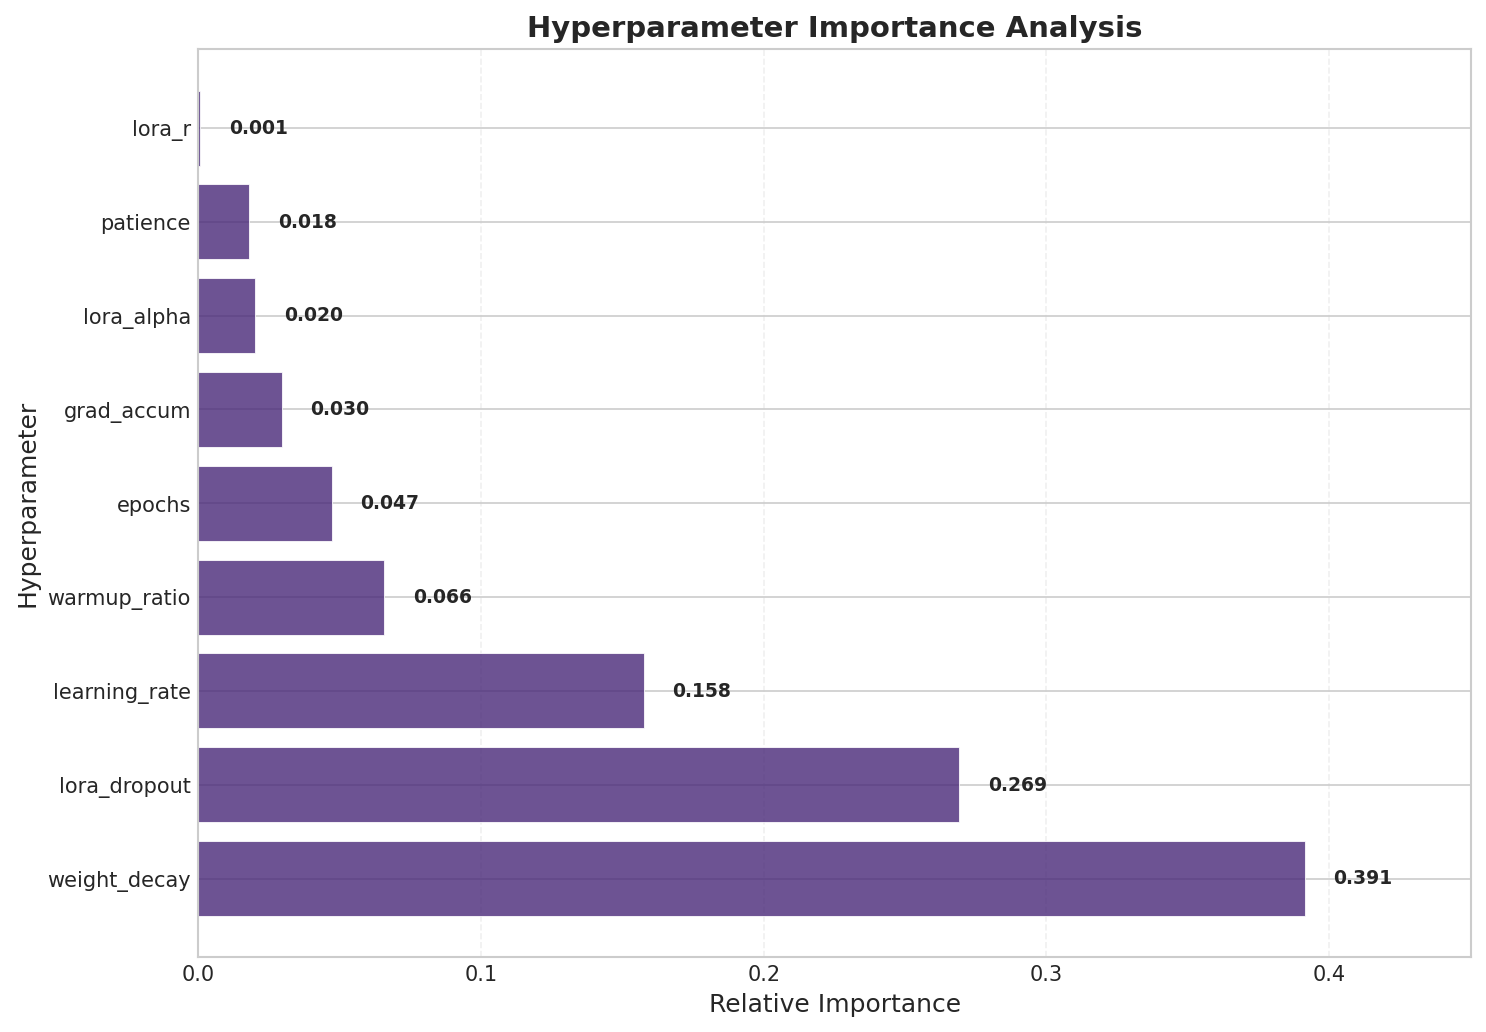 Hyperparameter Importance Analysis
lora_r
0.001
patience
0.018
lora_alpha
0.020
grad_accum
0.030
epochs
0.047
warmup_ratio
0.066
learning_rate
0.158
lora_dropout
0.269
weight_decay
0.391
Hyperparameter
0.0
0.1
0.2
0.3
0.4
Relative Importance